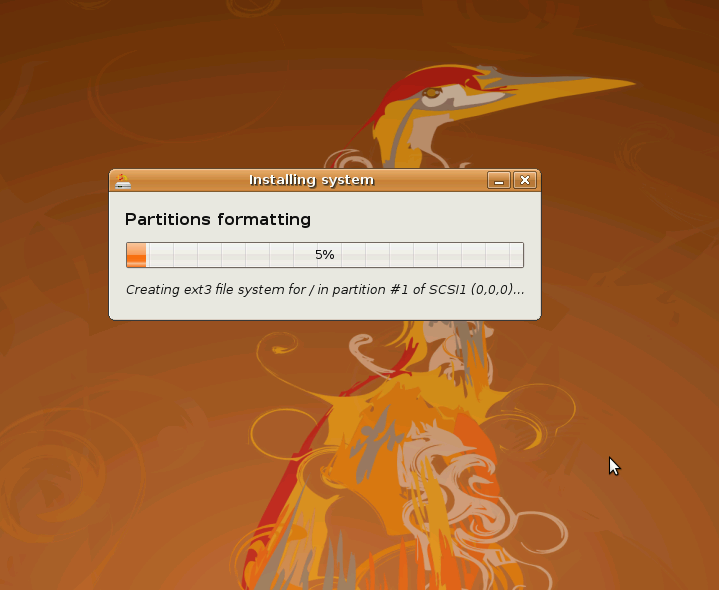 Installing system
Partitions formatting
5%
Creating ext3 file system for / in partition #1 of SCSI1 (0,0,0)...